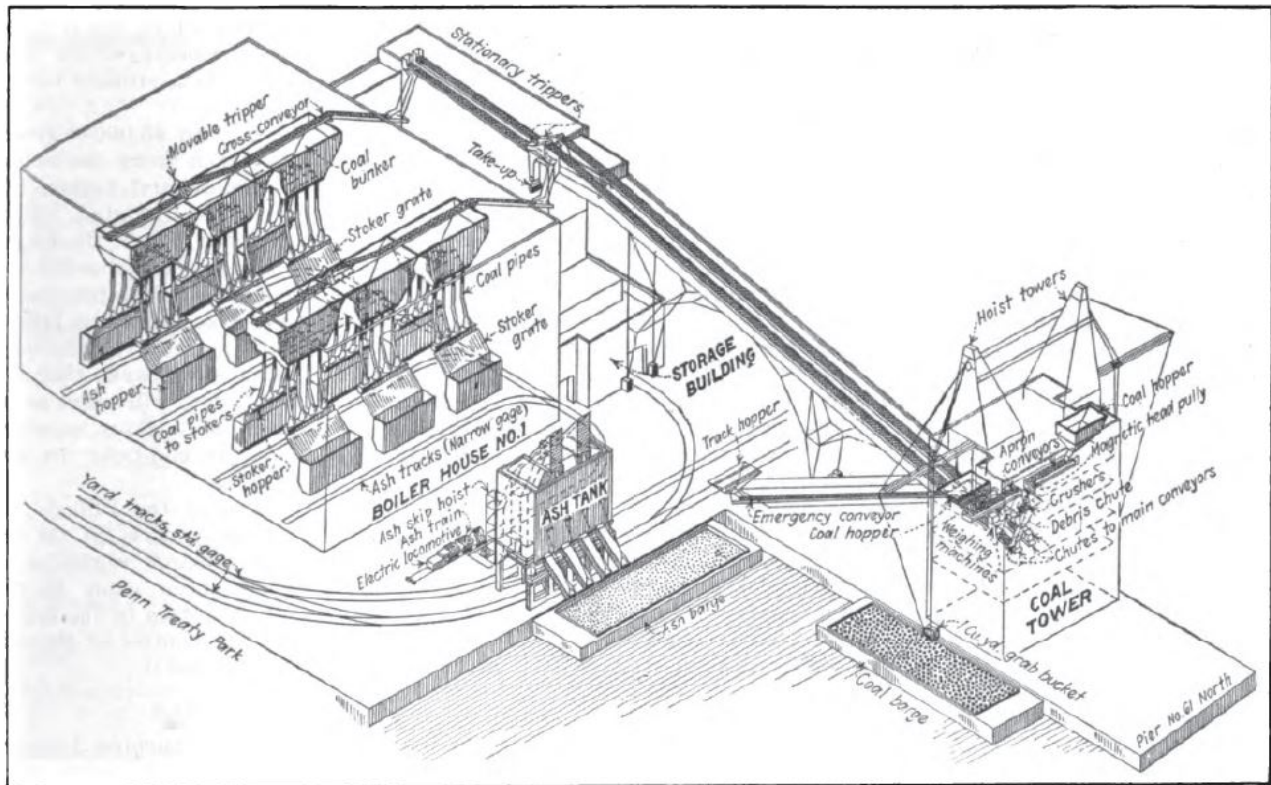 Stationary trippers
Movable tripper
Cross-conveyor
Coal
bunker
Take-up
Stoker grate
Coal pipes
Stoker
grate
Hoist towers
STORAGE
BUILDING
Ash
hopper
Coal pipes
to stokers
Stoker
hopper
Ash tracks (Narrow gage)
BOILER HOUSE NO.1
Track hopper
Apron
conveyors
Coal hopper
Magnetic head pully
Crushers
Debris chute
Chutes to main conveyors
Weighing
machines
Emergency conveyor
Coal hopper
Ash skip hoist
Ash train
Electric locomotive
ASH TANK
Yard tracks std. gage
Penn Treaty Park
Ash barge
COAL
TOWER
1 Cu. yd. grab bucket
Coal barge
Pier No. 61 North